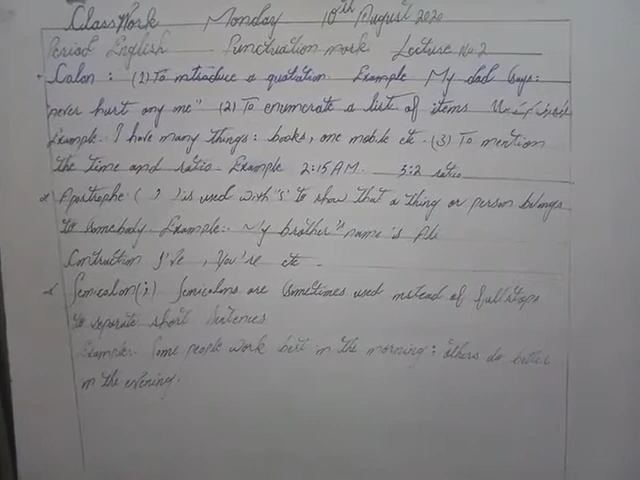 Class Work Monday 10th August 2020
Period English Punctuation mark Lecture No 2
Colon : (1) To intraduce a quotation Example My dad Says:
"never hurt any me" (2) To enumerate a list of items
Example. I have many things: books, one mobile etc. (3) To mention
the time and ratio. Example 2:15 A.M. 3:2 ratio
Apostrophe ( ' ) is used with "s" to show that a thing or person belongs
to Somebody. Example:- My brother's name is Ali
Contruction I've, You're etc -
Semicolon (;) Semicolons are Sometimes used instead of full stops
to separate short Sentences
Example. Some people work best in the morning; others do better
in the evening.